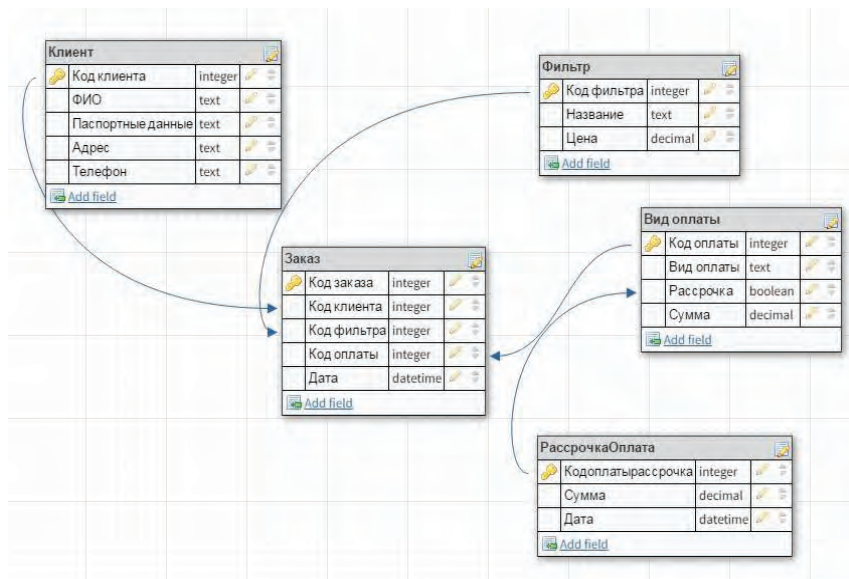 Клиент
Код клиента integer
ФИО text
Паспортные данные text
Адрес text
Телефон text
Add field
Фильтр
Код фильтра integer
Название text
Цена decimal
Add field
Вид оплаты
Код оплаты integer
Вид оплаты text
Рассрочка boolean
Сумма decimal
Add field
Заказ
Код заказа integer
Код клиента integer
Код фильтра integer
Код оплаты integer
Дата datetime
Add field
РассрочкаОплата
Кодоплатырассрочка integer
Сумма decimal
Дата datetime
Add field